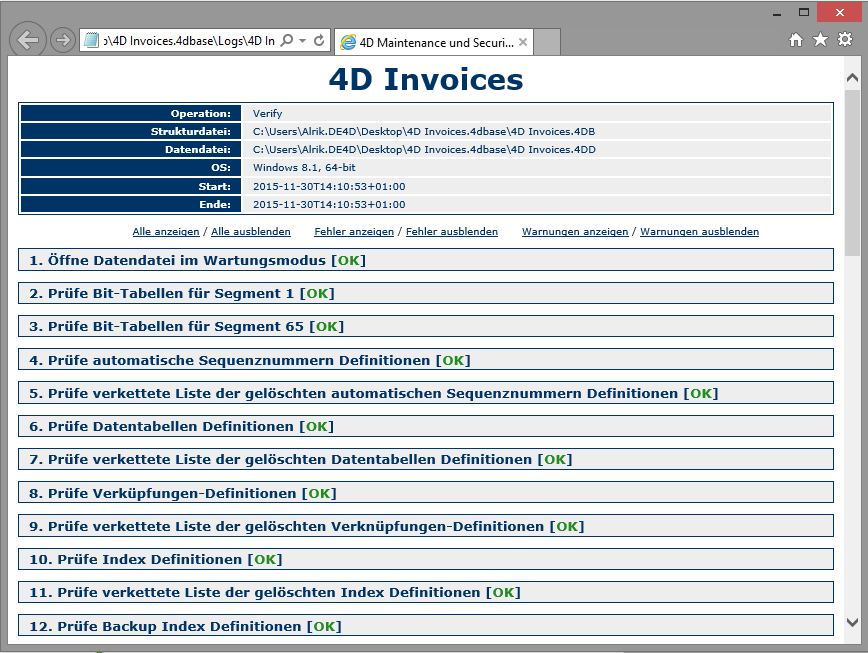 ɔ\4D Invoices.4dbase\Logs\4D In
4D Maintenance und Securi...
4D Invoices
Operation: Verify
Strukturdatei: C:\Users\Alrik.DE4D\Desktop\4D Invoices.4dbase\4D Invoices.4DB
Datendatei: C:\Users\Alrik.DE4D\Desktop\4D Invoices.4dbase\4D Invoices.4DD
OS: Windows 8.1, 64-bit
Start: 2015-11-30T14:10:53+01:00
Ende: 2015-11-30T14:10:53+01:00
Alle anzeigen / Alle ausblenden Fehler anzeigen / Fehler ausblenden Warnungen anzeigen / Warnungen ausblenden
1. Öffne Datendatei im Wartungsmodus [OK]
2. Prüfe Bit-Tabellen für Segment 1 [OK]
3. Prüfe Bit-Tabellen für Segment 65 [OK]
4. Prüfe automatische Sequenznummern Definitionen [OK]
5. Prüfe verkettete Liste der gelöschten automatischen Sequenznummern Definitionen [OK]
6. Prüfe Datentabellen Definitionen [OK]
7. Prüfe verkettete Liste der gelöschten Datentabellen Definitionen [OK]
8. Prüfe Verküpfungen-Definitionen [OK]
9. Prüfe verkettete Liste der gelöschten Verknüpfungen-Definitionen [OK]
10. Prüfe Index Definitionen [OK]
11. Prüfe verkettete Liste der gelöschten Index Definitionen [OK]
12. Prüfe Backup Index Definitionen [OK]